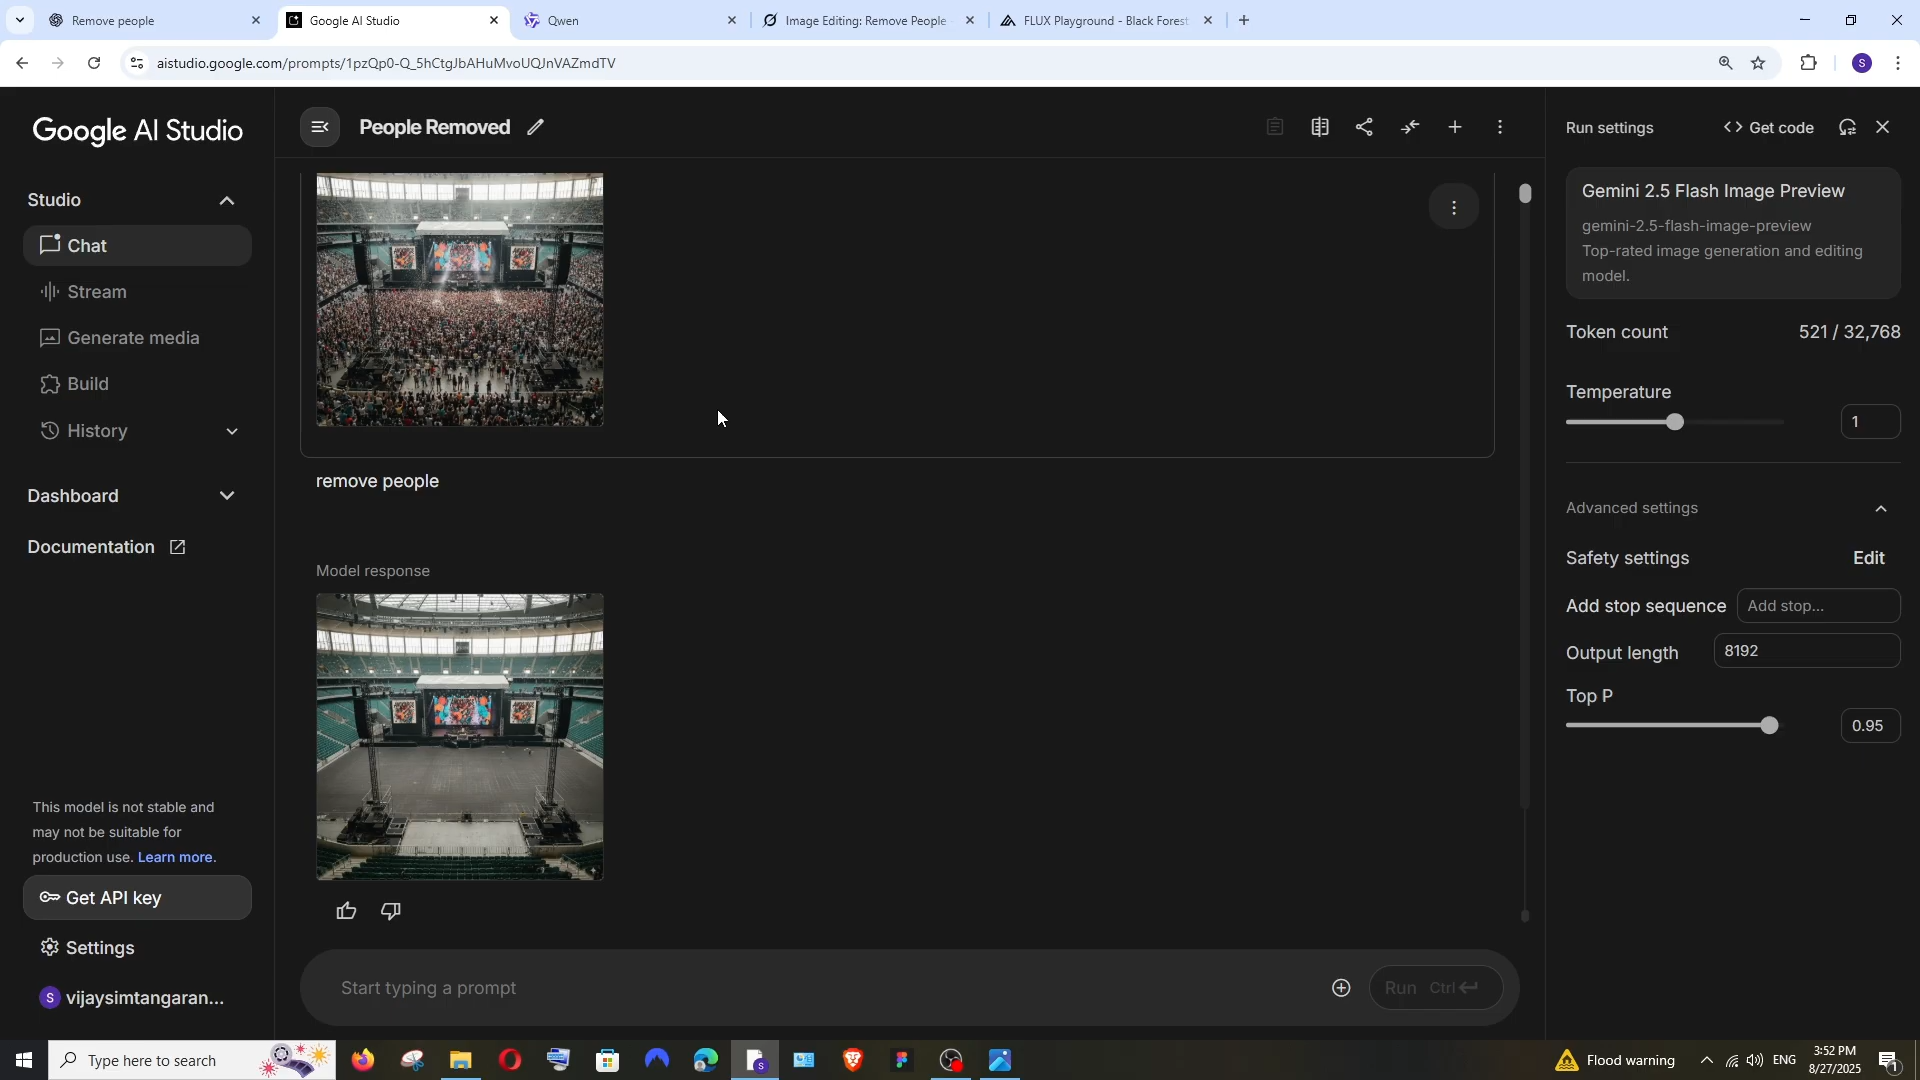 Remove people
Google AI Studio
Qwen
Image Editing: Remove People
FLUX Playground - Black Forest
aistudio.google.com/prompts/1pzQp0-Q_5hCtgJbAHuMvoUQJnVAZmdTV
S
Google AI Studio
People Removed
Run settings
Get code
Studio
Chat
Stream
Generate media
Build
History
Dashboard
Documentation
This model is not stable and
may not be suitable for
production use. Learn more.
Get API key
Settings
S vijaysimtangaran...
remove people
Model response
Start typing a prompt
Run Ctrl
Gemini 2.5 Flash Image Preview
gemini-2.5-flash-image-preview
Top-rated image generation and editing
model.
Token count 521 / 32,768
Temperature
1
Advanced settings
Safety settings Edit
Add stop sequence Add stop...
Output length 8192
Top P
0.95
Type here to search
Flood warning
ENG
3:52 PM
8/27/2025
1